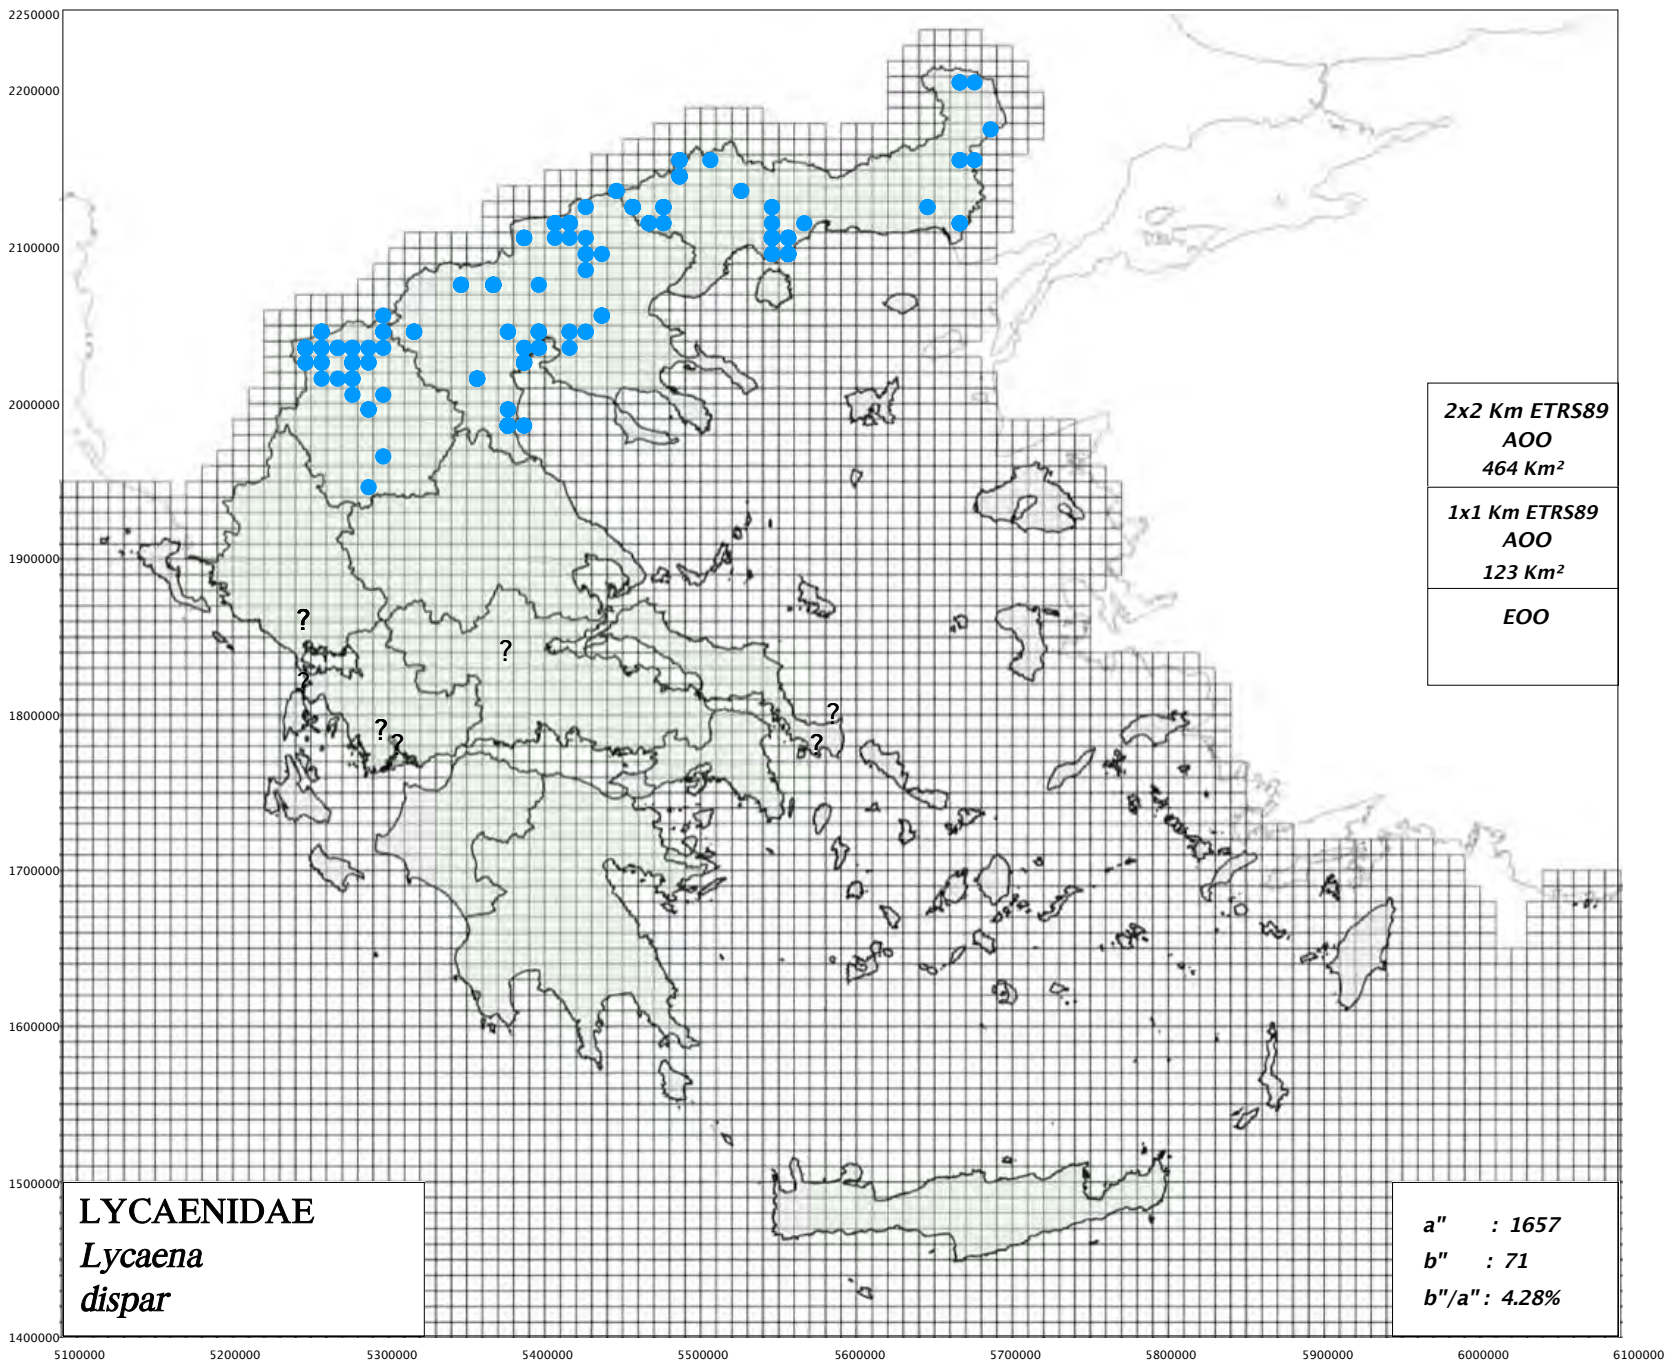 2250000
2200000
2100000
2000000
1900000
1800000
1700000
1600000
1500000
1400000
5100000 5200000 5300000 5400000 5500000 5600000 5700000 5800000 5900000 6000000 6100000
2x2 Km ETRS89
AOO
464 Km²
1x1 Km ETRS89
AOO
123 Km²
EOO
?
?
?
?
?
?
?
LYCAENIDAE
Lycaena
dispar
a" : 1657
b" : 71
b"/a" : 4.28%